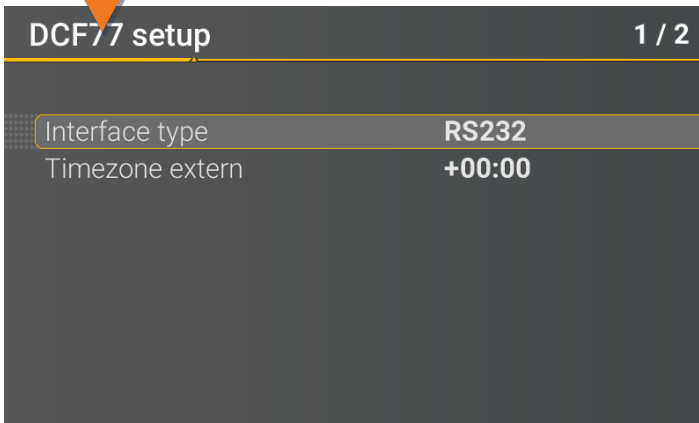 DCF77 setup 1 / 2
Interface type RS232
Timezone extern +00:00